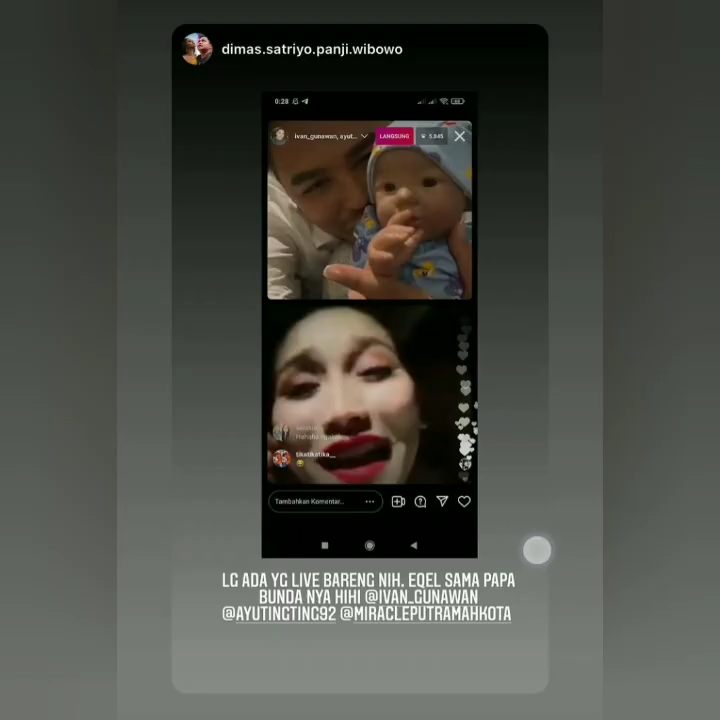 dimas.satriyo.panji.wibowo
0:28
ivan_gunawan, ayut...
LANGSUNG
5.845
tikatikatika__
Tambahkan Komentar...
LG ADA YG LIVE BARENG NIH. EQEL SAMA PAPA
BUNDA NYA HIHI @IVAN_GUNAWAN
@AYUTINGTING92 @MIRACLEPUTRAMAHKOTA